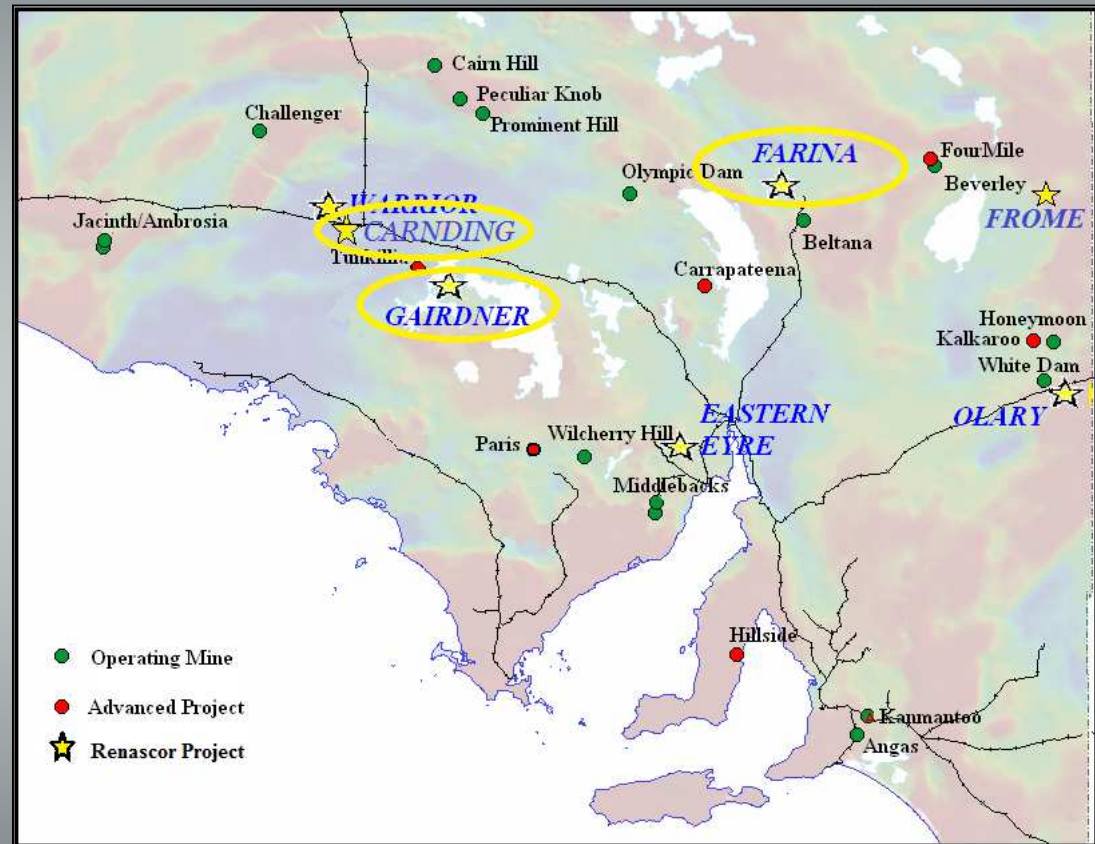 Cairn Hill
Peculiar Knob
Prominent Hill
Challenger
FARINA
FourMile
Beverley
FROME
Olympic Dam
WARRIOR
CARNDING
Jacinth/Ambrosia
Tunkillia
Beltana
Carrapateena
GAIRDNER
Honeymoon
Kalkaroo
White Dam
OLARY
EASTERN
EYRE
Paris
Wilcherry Hill
Middlebacks
Hillside
Kanmantoo
Angas
Operating Mine
Advanced Project
Renascor Project